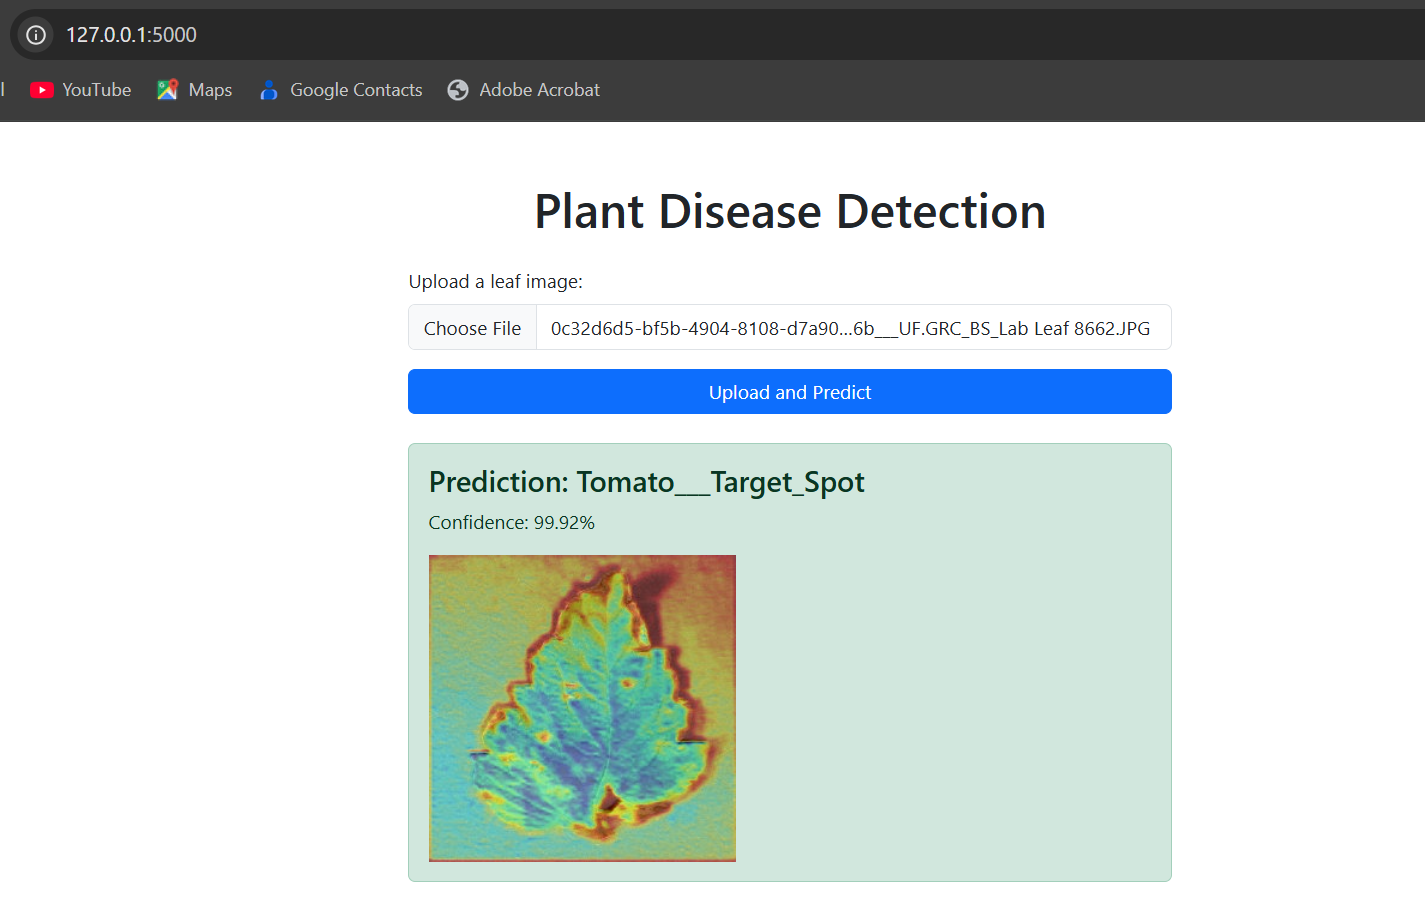 127.0.0.1:5000
l YouTube Maps Google Contacts Adobe Acrobat
Plant Disease Detection
Upload a leaf image:
Choose File 0c32d6d5-bf5b-4904-8108-d7a90...6b___UF.GRC_BS_Lab Leaf 8662.JPG
Upload and Predict
Prediction: Tomato___Target_Spot
Confidence: 99.92%